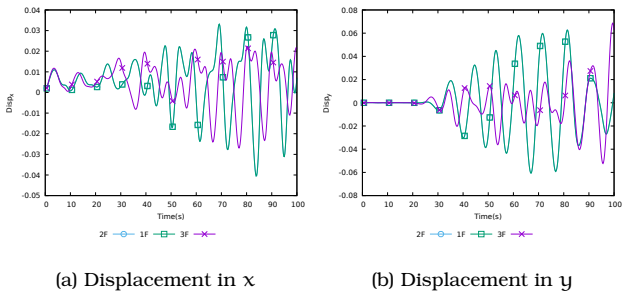 0.04
0.03
0.02
0.01
0
-0.01
-0.02
-0.03
-0.04
-0.05
0 10 20 30 40 50 60 70 80 90 100
Dispx
Time(s)
2F 1F 3F
0.08
0.06
0.04
0.02
0
-0.02
-0.04
-0.06
-0.08
0 10 20 30 40 50 60 70 80 90 100
Dispy
Time(s)
2F 1F 3F
(a) Displacement in x
(b) Displacement in y